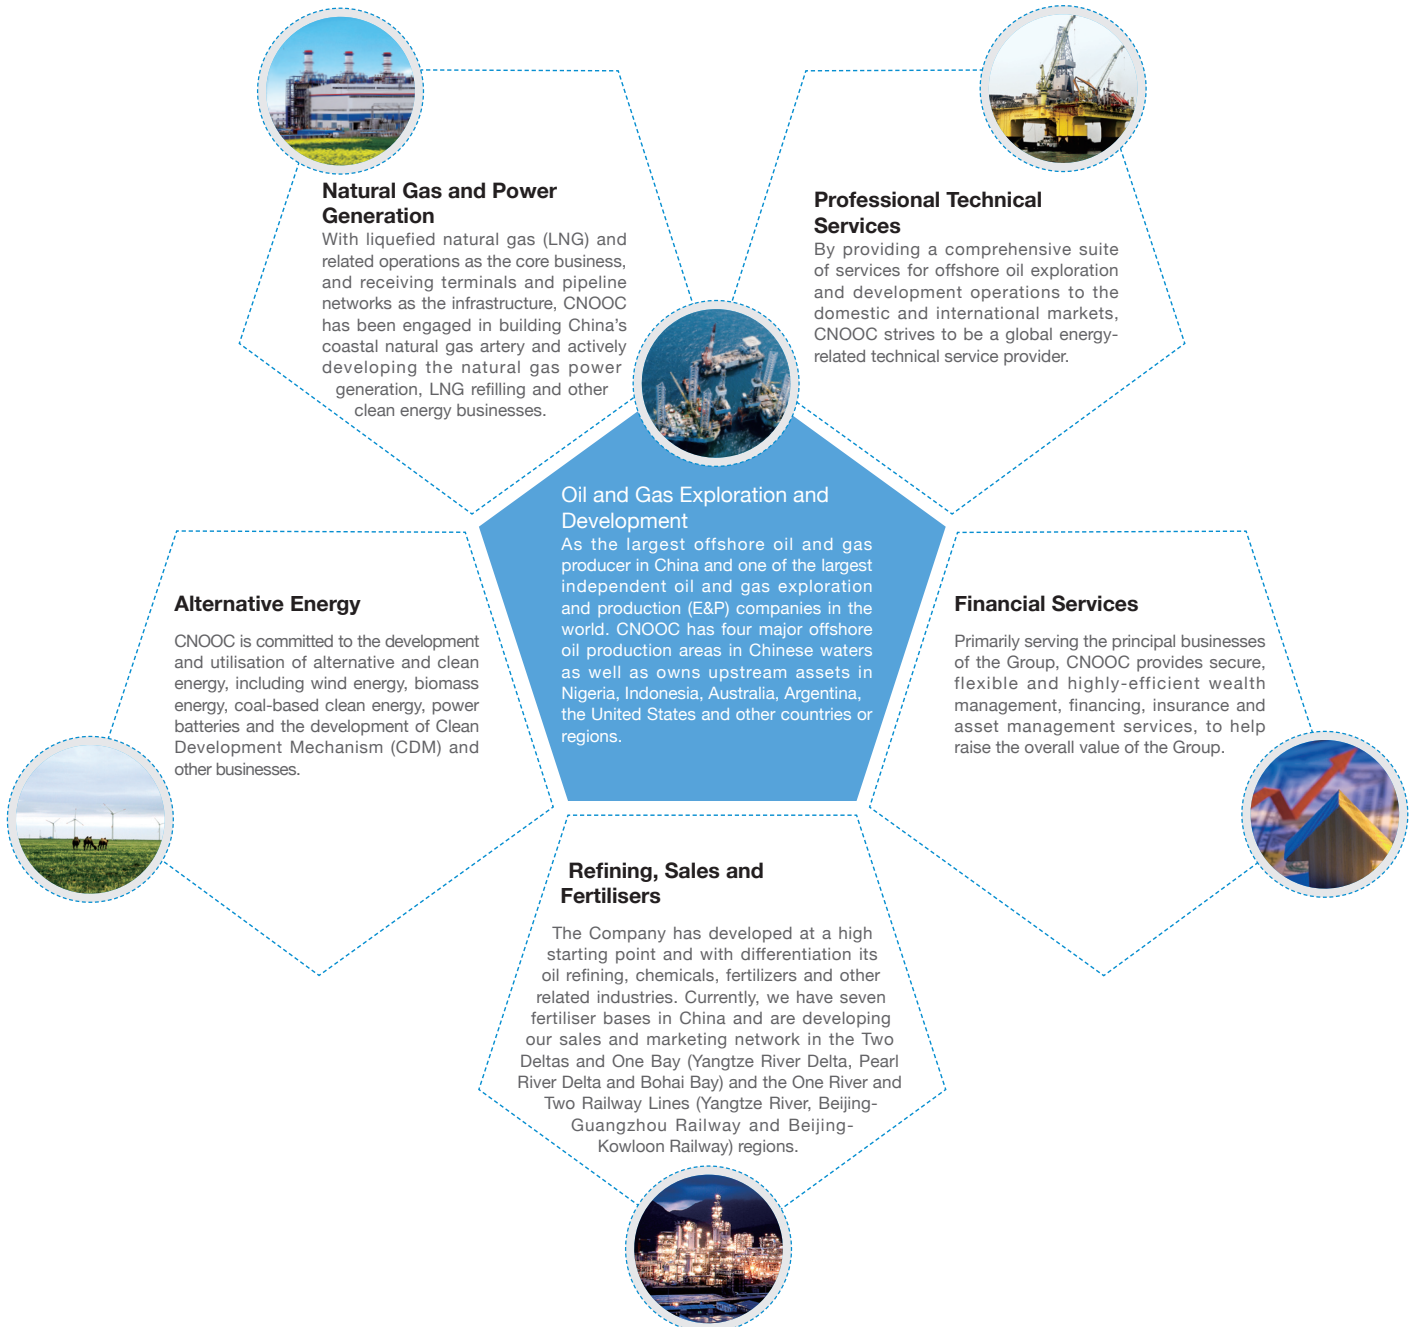 Natural Gas and Power
Generation
With liquefied natural gas (LNG) and
related operations as the core business,
and receiving terminals and pipeline
networks as the infrastructure, CNOOC
has been engaged in building China's
coastal natural gas artery and actively
developing the natural gas power
generation, LNG refilling and other
clean energy businesses.
Professional Technical
Services
By providing a comprehensive suite
of services for offshore oil exploration
and development operations to the
domestic and international markets,
CNOOC strives to be a global energy-
related technical service provider.
Oil and Gas Exploration and
Development
As the largest offshore oil and gas
producer in China and one of the largest
independent oil and gas exploration
and production (E&P) companies in the
world. CNOOC has four major offshore
oil production areas in Chinese waters
as well as owns upstream assets in
Nigeria, Indonesia, Australia, Argentina,
the United States and other countries or
regions.
Alternative Energy
CNOOC is committed to the development
and utilisation of alternative and clean
energy, including wind energy, biomass
energy, coal-based clean energy, power
batteries and the development of Clean
Development Mechanism (CDM) and
other businesses.
Financial Services
Primarily serving the principal businesses
of the Group, CNOOC provides secure,
flexible and highly-efficient wealth
management, financing, insurance and
asset management services, to help
raise the overall value of the Group.
Refining, Sales and
Fertilisers
The Company has developed at a high
starting point and with differentiation its
oil refining, chemicals, fertilizers and other
related industries. Currently, we have seven
fertiliser bases in China and are developing
our sales and marketing network in the Two
Deltas and One Bay (Yangtze River Delta, Pearl
River Delta and Bohai Bay) and the One River and
Two Railway Lines (Yangtze River, Beijing-
Guangzhou Railway and Beijing-
Kowloon Railway) regions.